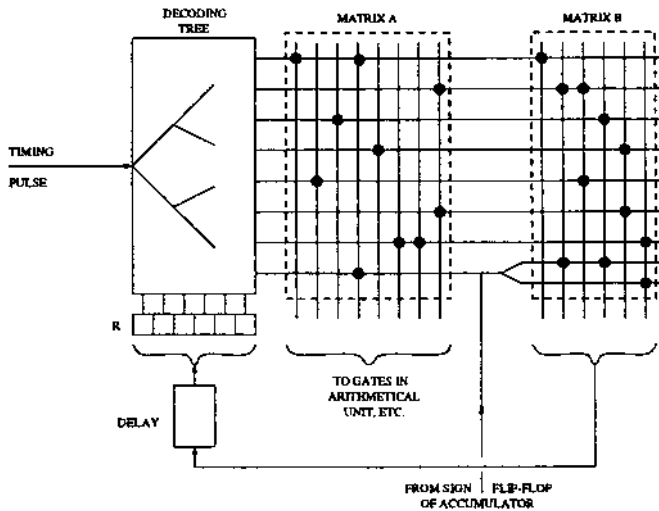 DECODING
TREE
MATRIX A
MATRIX B
TIMING
PULSE
R
DELAY
TO GATES IN
ARITHMETICAL
UNIT, ETC.
FROM SIGN FLIP-FLOP
OF ACCUMULATOR